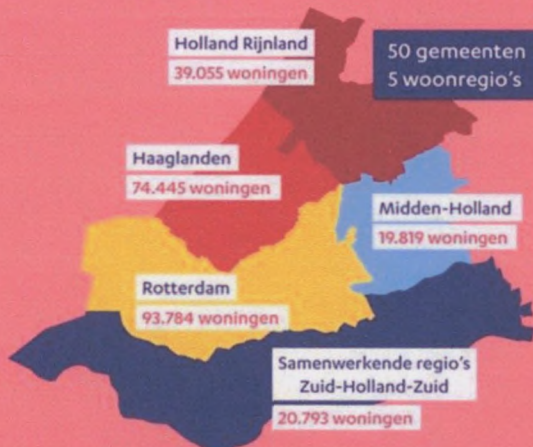 Holland Rijnland
39.055 woningen
50 gemeenten
5 woonregio's
Haaglanden
74.445 woningen
Midden-Holland
19.819 woningen
Rotterdam
93.784 woningen
Samenwerkende regio's
Zuid-Holland-Zuid
20.793 woningen